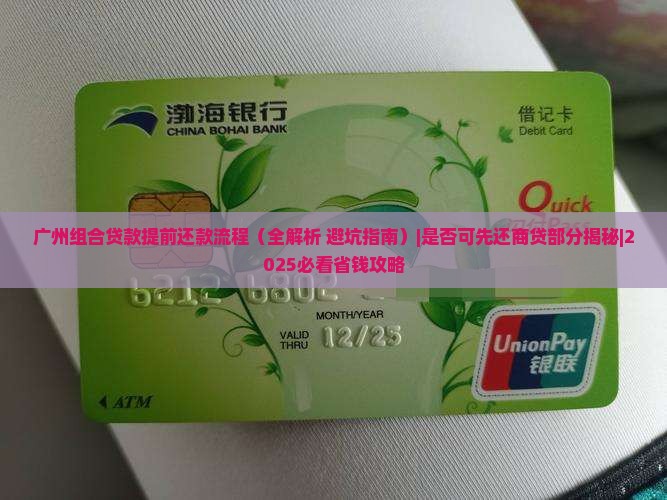 渤海银行
CHINA BOHAI BANK
借记卡
Debit Card
Quick
广州组合贷款提前还款流程（全解析 避坑指南）|是否可先还商贷部分揭秘|2
025必看省钱攻略
6212 6802
MONTH/YEAR
VALID
THRU
12/25
UnionPay
银联
ATM